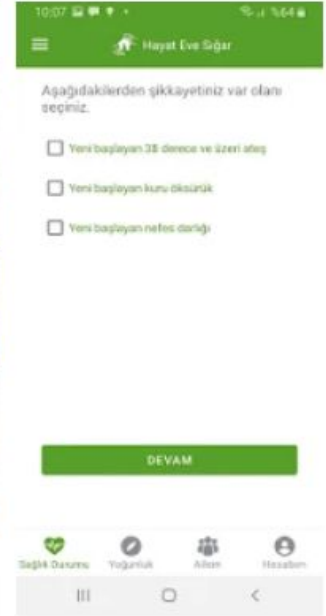 10:07
%64
Hayat Eve Sığar
Aşağıdakilerden şikkayetiniz var olanı
seçiniz.
Yeni başlayan 38 derece ve üzeri ateş
Yeni başlayan kuru öksürük
Yeni başlayan nefes darlığı
DEVAM
Sağlık Durumu Yoğunluk Ailem Hesabım